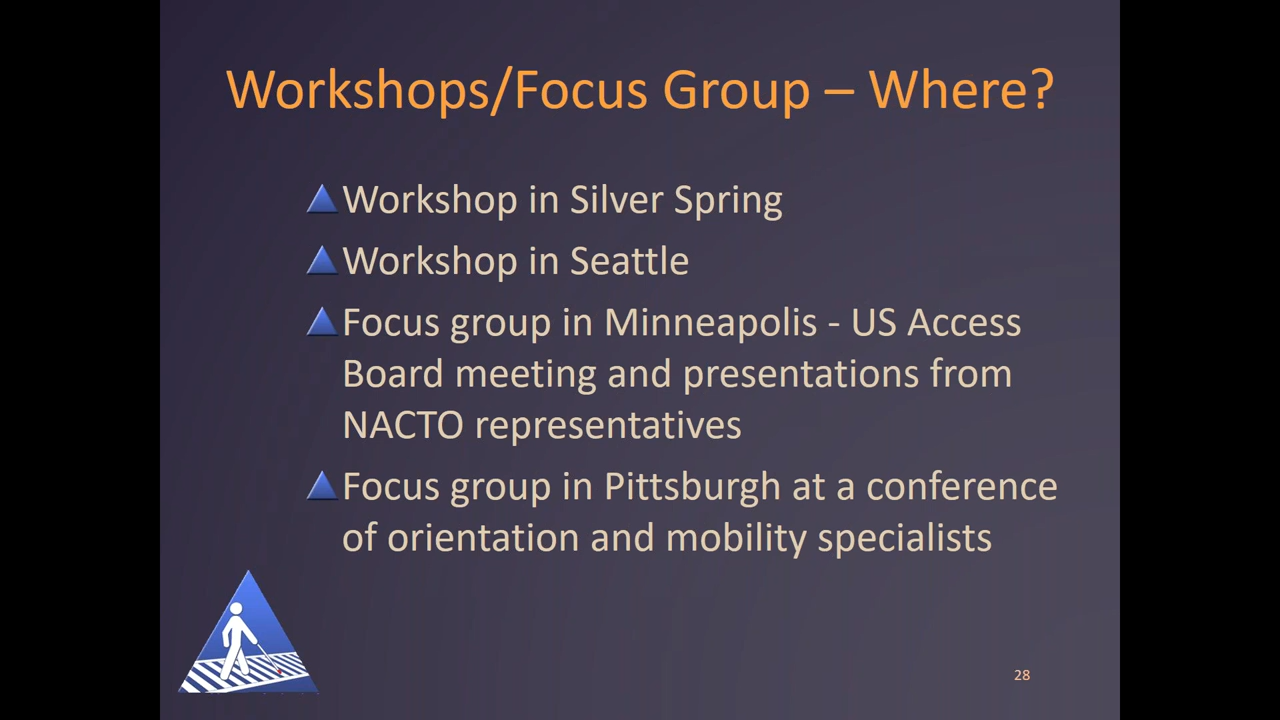 Workshops/Focus Group – Where?
Workshop in Silver Spring
Workshop in Seattle
Focus group in Minneapolis - US Access
Board meeting and presentations from
NACTO representatives
Focus group in Pittsburgh at a conference
of orientation and mobility specialists
28